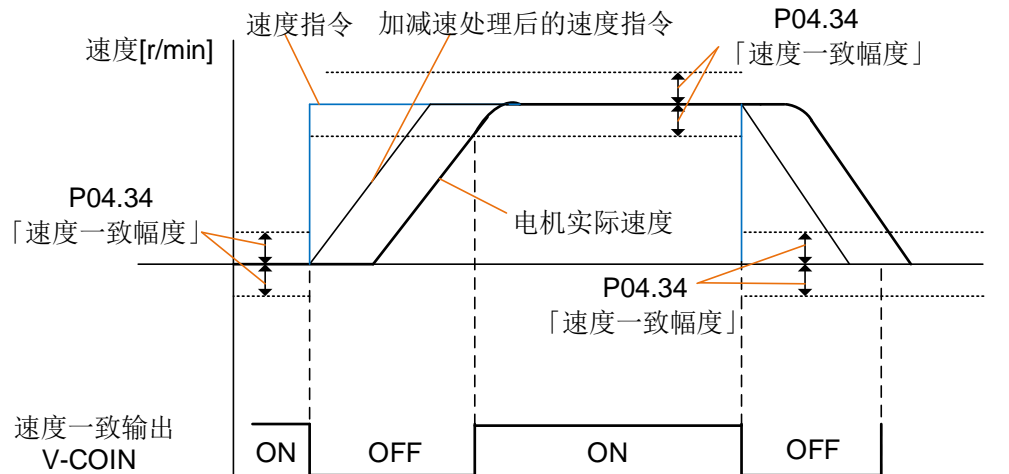 速度[r/min]
速度指令
加减速处理后的速度指令
P04.34
「速度一致幅度」
P04.34
「速度一致幅度」
电机实际速度
P04.34
「速度一致幅度」
速度一致输出
V-COIN
ON
OFF
ON
OFF